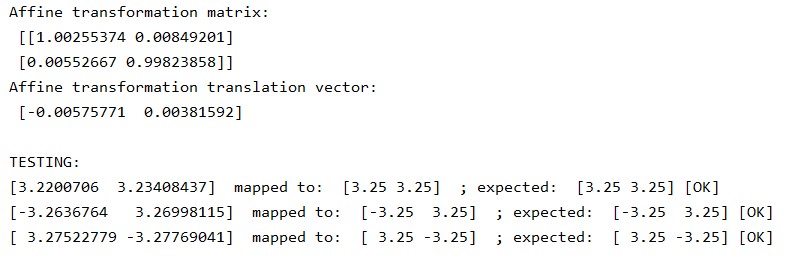 Affine transformation matrix:
[[1.00255374 0.00849201]
[0.00552667 0.99823858]]
Affine transformation translation vector:
[-0.00575771  0.00381592]
TESTING:
[3.2200706  3.23408437]  mapped to:  [3.25 3.25]  ; expected:  [3.25 3.25] [OK]
[-3.2636764   3.26998115]  mapped to:  [-3.25  3.25]  ; expected:  [-3.25  3.25] [OK]
[ 3.27522779 -3.27769041]  mapped to:  [ 3.25 -3.25]  ; expected:  [ 3.25 -3.25] [OK]